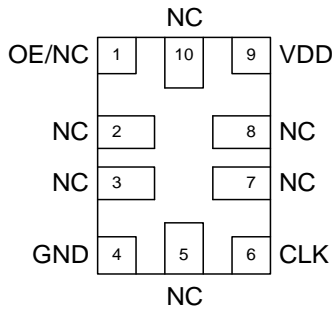 NC
OE/NC 1 10 9 VDD
NC 2 8 NC
NC 3 7 NC
GND 4 5 6 CLK
NC